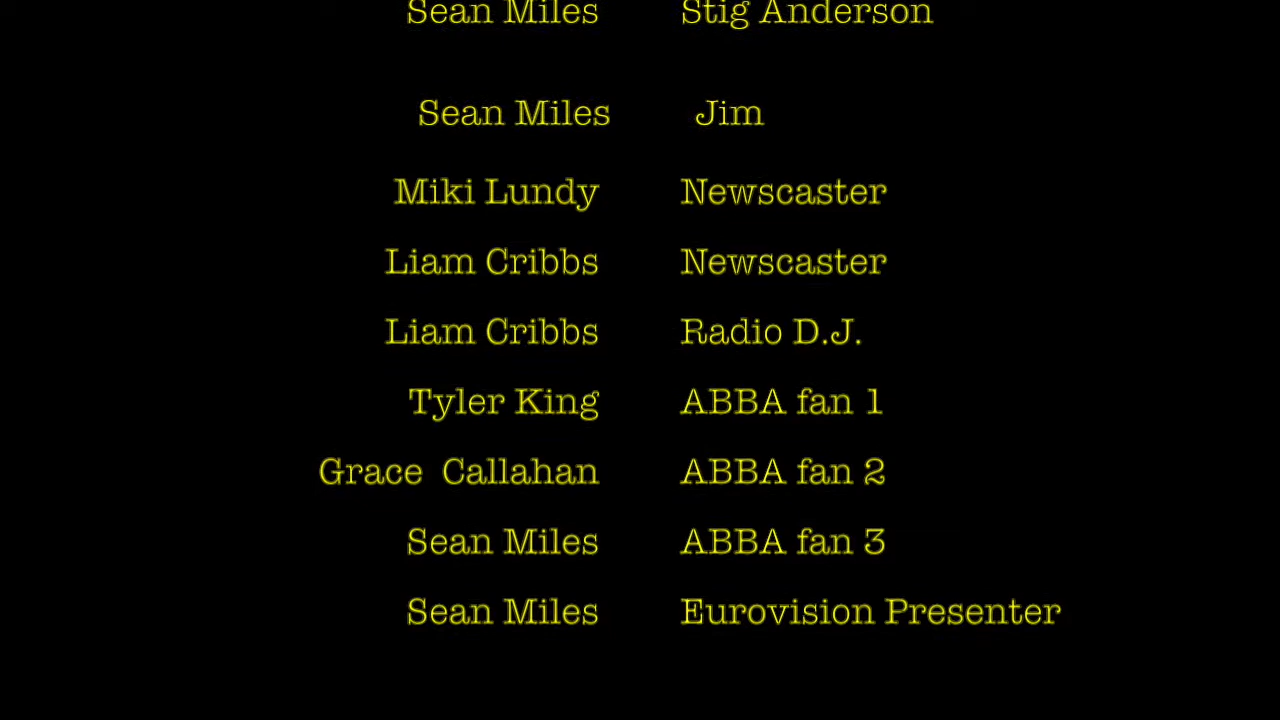 Sean Miles Stig Anderson
Sean Miles Jim
Miki Lundy Newscaster
Liam Cribbs Newscaster
Liam Cribbs Radio D.J.
Tyler King ABBA fan 1
Grace Callahan ABBA fan 2
Sean Miles ABBA fan 3
Sean Miles Eurovision Presenter